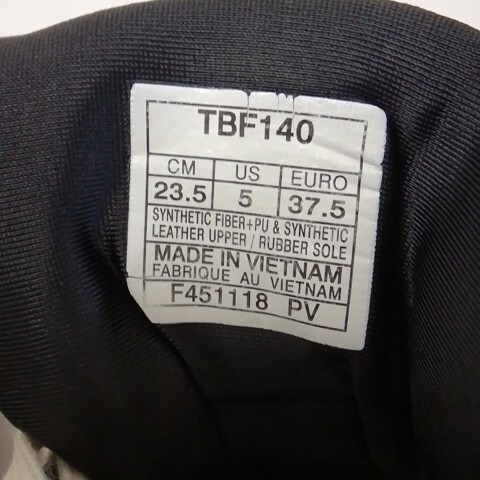 TBF140
CM US EURO
23.5 5 37.5
SYNTHETIC FIBER+PU & SYNTHETIC
LEATHER UPPER / RUBBER SOLE
MADE IN VIETNAM
FABRIQUE AU VIETNAM
F451118 PV